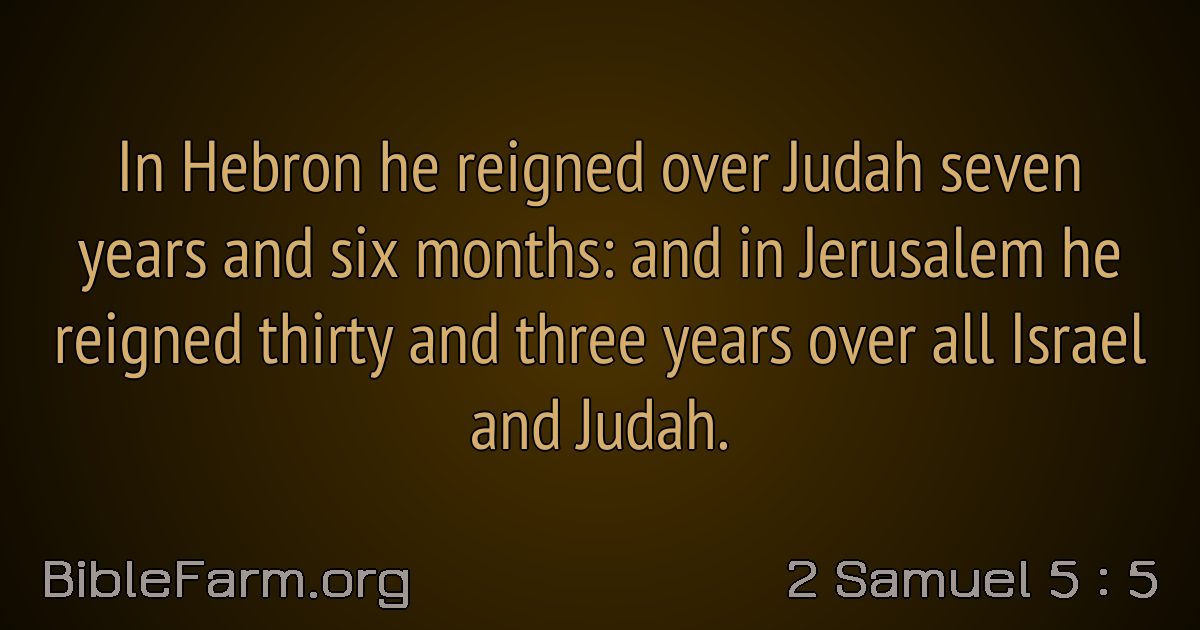 In Hebron he reigned over Judah seven
years and six months: and in Jerusalem he
reigned thirty and three years over all Israel
and Judah.
BibleFarm.org
2 Samuel 5 : 5